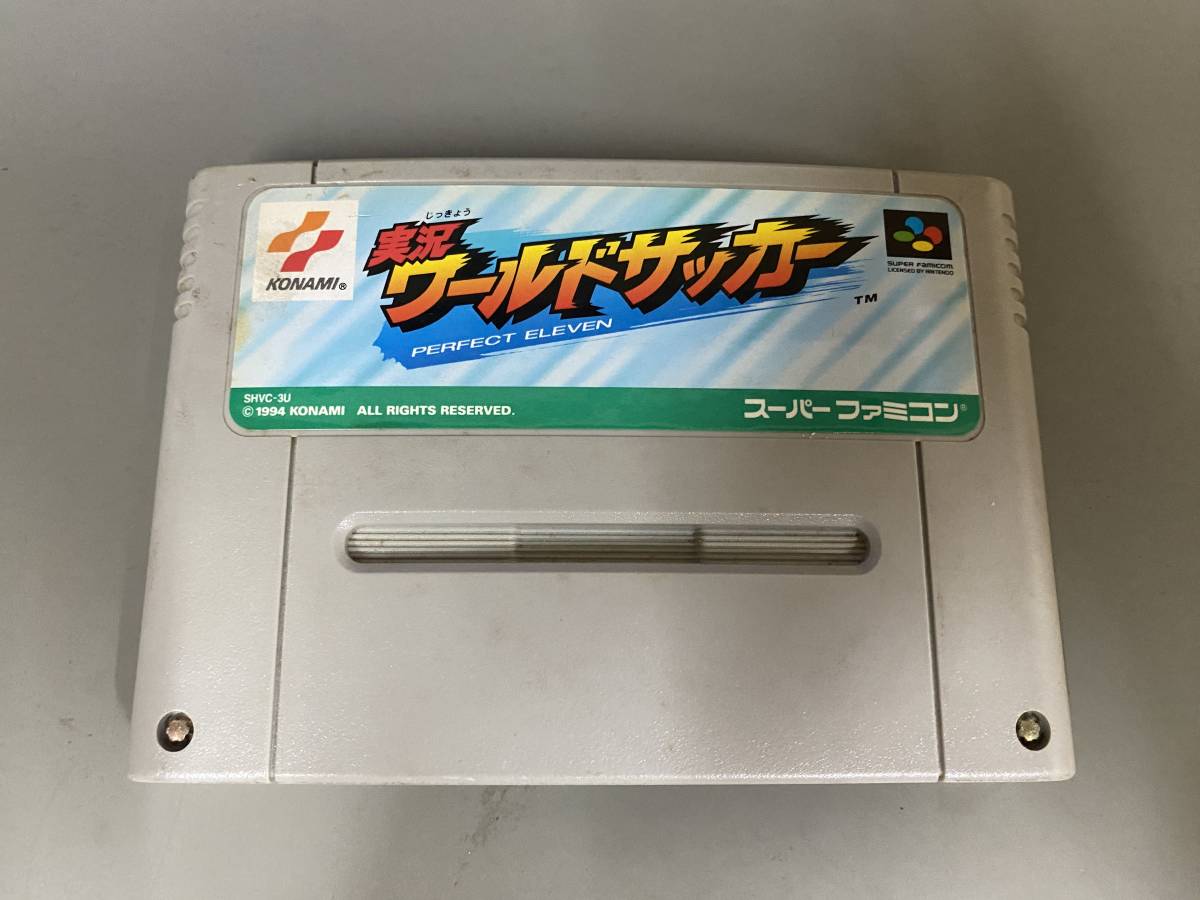 KONAMI®
じっきょう
実況
ワールドサッカー
™
PERFECT ELEVEN
SUPER FAMICOM
LICENSED BY NINTENDO
SHVC-3U
©1994 KONAMI ALL RIGHTS RESERVED.
スーパーファミコン®